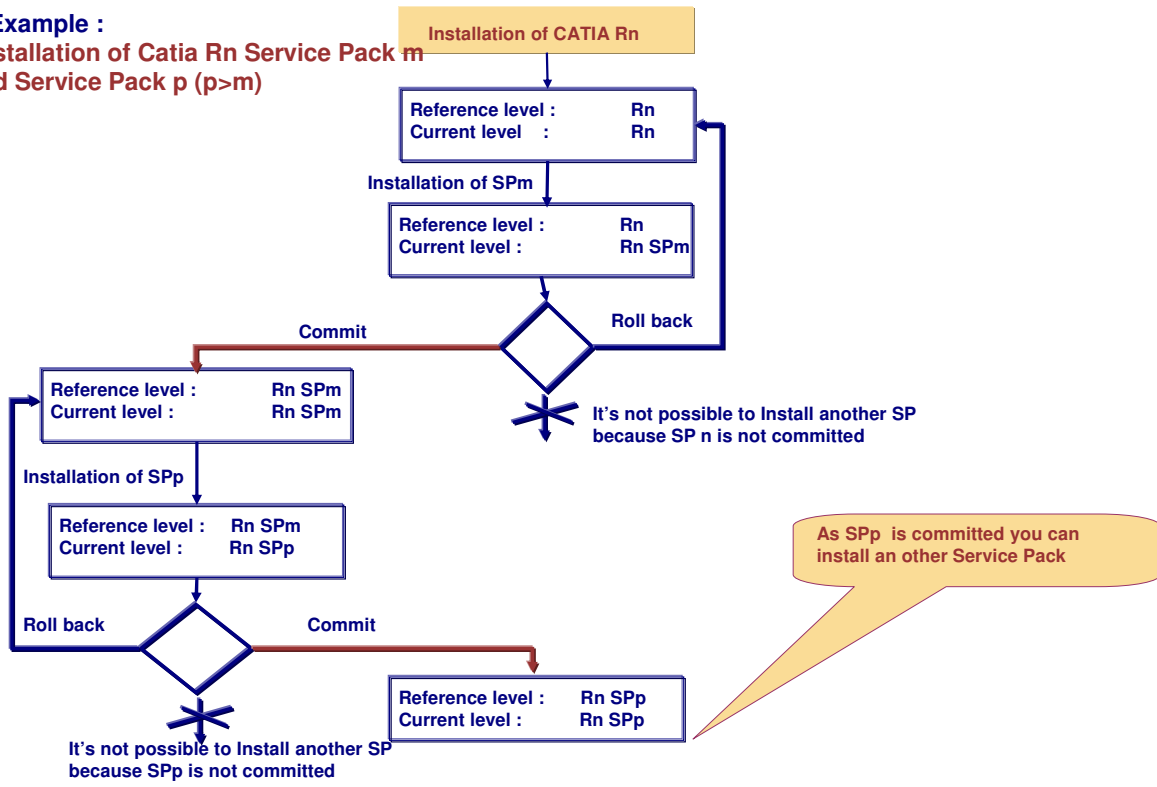 Example :
stallation of Catia Rn Service Pack m
d Service Pack p (p>m)
Installation of CATIA Rn
Reference level : Rn
Current level : Rn
Installation of SPm
Reference level : Rn
Current level : Rn SPm
Commit
Roll back
It's not possible to Install another SP
because SP n is not committed
Reference level : Rn SPm
Current level : Rn SPm
Installation of SPp
Reference level : Rn SPm
Current level : Rn SPp
As SPp is committed you can
install an other Service Pack
Roll back
Commit
Reference level : Rn SPp
Current level : Rn SPp
It's not possible to Install another SP
because SPp is not committed